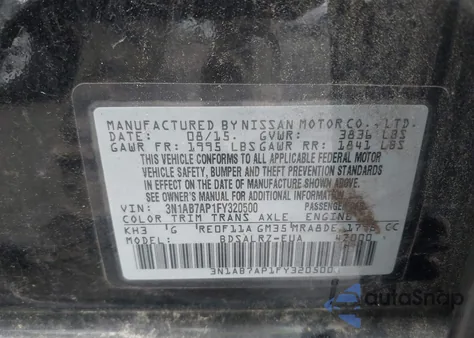 MANUFACTURED BY NISSAN MOTOR CO., LTD.
DATE: 08/15. GVWR: 3836 LBS
GAWR FR: 1995 LBS GAWR RR: 1841 LBS
THIS VEHICLE CONFORMS TO ALL APPLICABLE FEDERAL MOTOR
VEHICLE SAFETY, BUMPER AND THEFT PREVENTION STANDARDS
IN EFFECT ON THE DATE OF MANUFACTURE SHOWN ABOVE.
SEE OWNER'S MANUAL FOR ADDITIONAL INFORMATION
VIN: 3N1AB7AP1FY320500 PASSENGER
COLOR TRIM TRANS AXLE ENGINE
KH3 G RE0F11A GM35 MRA8DE CC
MODEL: BDSALRZ-EUA
3N1AB7AP1FY320500
autoSnap